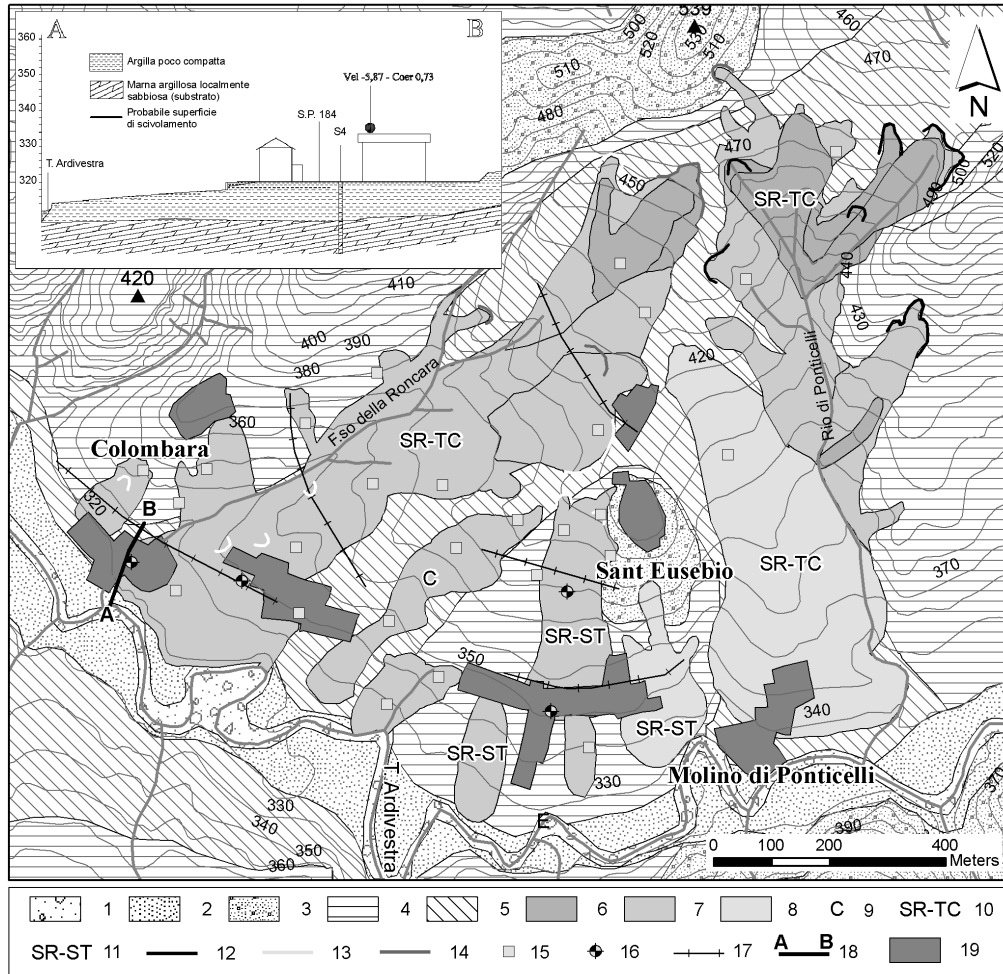 A
B
360
350
340
330
320
Argilla poco compatta
Marna argillosa localmente
sabbiosa (substrato)
Probabile superficie
di scivolamento
Vel -5,87 - Coer 0,73
S.P. 184
S4
T. Ardivestra
539
500
520
530
510
510
480
460
470
470
N
520
500
490
450
SR-TC
440
430
420
410
420
400
390
380
360
F.so della Roncara
Rio di Ponticelli
SR-TC
Colombara
320
B
A
C
Sant Eusebio
SR-TC
370
SR-ST
350
340
SR-ST
SR-ST
Molino di Ponticelli
330
T. Ardivestra
E
330
340
350
360
390
370
0 100 200 400
Meters
1 2 3 4 5 6 7 8 C 9 SR-TC 10
SR-ST 11 12 13 14 15 16 17 A B 18 19